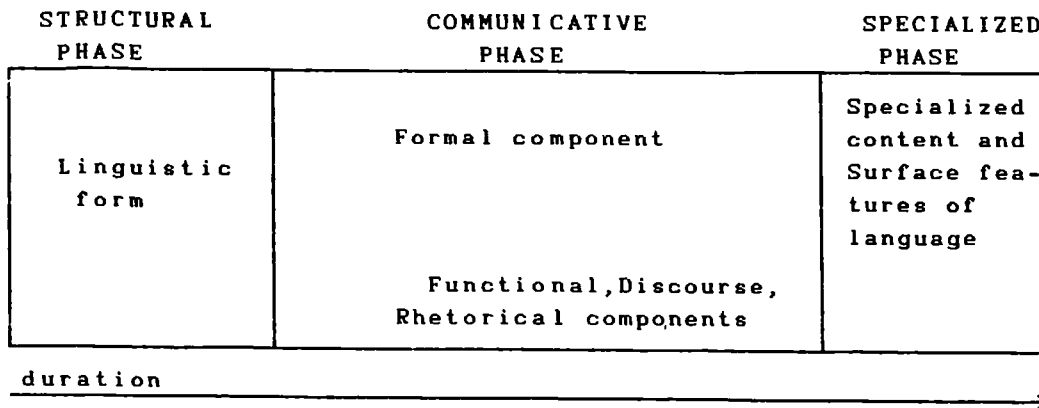 STRUCTURAL PHASE
COMMUNICATIVE PHASE
SPECIALIZED PHASE
Linguistic
form
Formal component
Functional,Discourse,
Rhetorical components
Specialized
content and
Surface fea-
tures of
language
duration